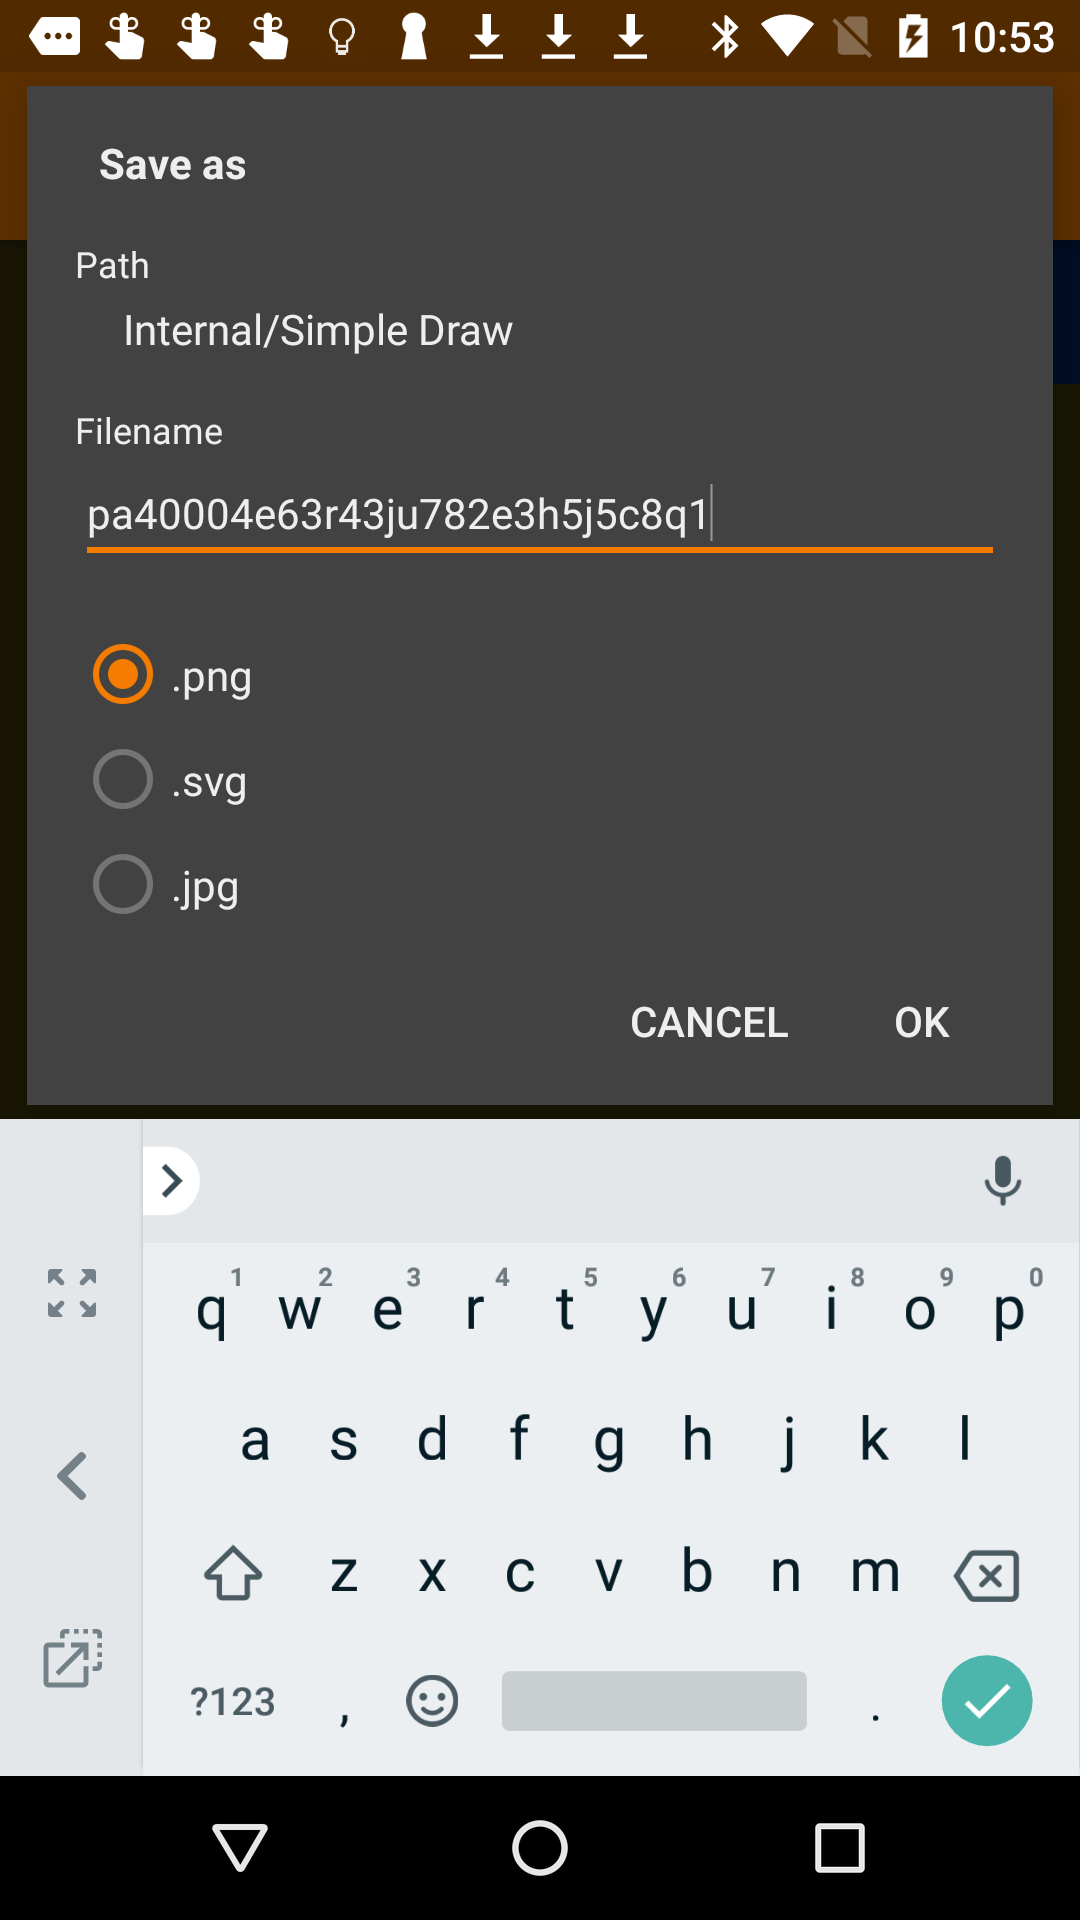 10:53
Save as
Path
Internal/Simple Draw
Filename
pa40004e63r43ju782e3h5j5c8q1
.png
.svg
.jpg
CANCEL OK
1 2 3 4 5 6 7 8 9 0
q w e r t y u i o p
a s d f g h j k l
z x c v b n m
?123 , .